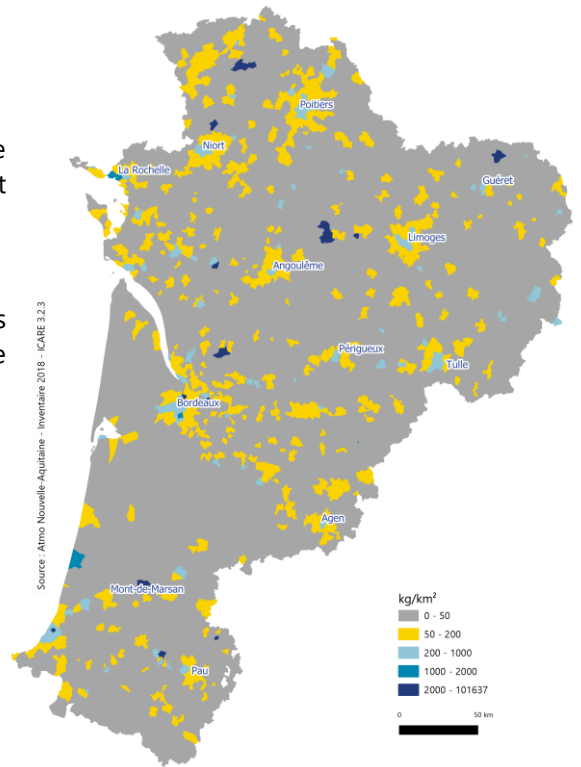 e
t
s
e
Poitiers
Niort
La Rochelle
Guéret
Limoges
Angoulême
Périgueux
Tulle
Bordeaux
Agen
Mont-de-Marsan
Pau
Source : Atmo Nouvelle-Aquitaine - Inventaire 2018 - ICARE 3.2.3
kg/km²
0 - 50
50 - 200
200 - 1000
1000 - 2000
2000 - 101637
0 50 km